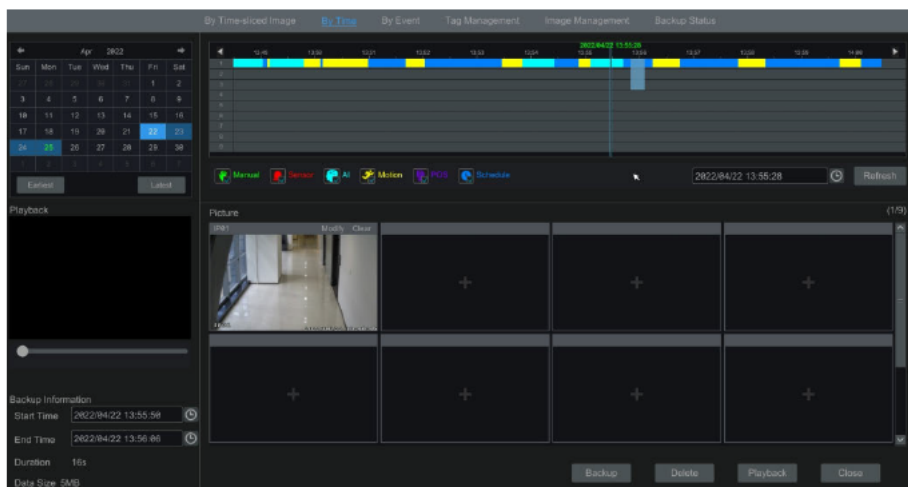 By Time-sliced Image By Time By Event Tag Management Image Management Backup Status
Apr 2022
Sun Mon Tue Wed Thu Fri Sat
1 2
3 4 5 6 7 8 9
10 11 12 13 14 15 16
17 18 19 20 21 22 23
24 25 26 27 28 29 30
Earliest Latest
2022/04/22 13:55:28
Manual Sensor AI Motion POS Schedule
2022/04/22 13:55:28 Refresh
Playback
Picture (1/9)
IP01 Modify Clear
Backup Information
Start Time 2022/04/22 13:55:50
End Time 2022/04/22 13:56:06
Duration 16s
Data Size 5MB
Backup Delete Playback Close